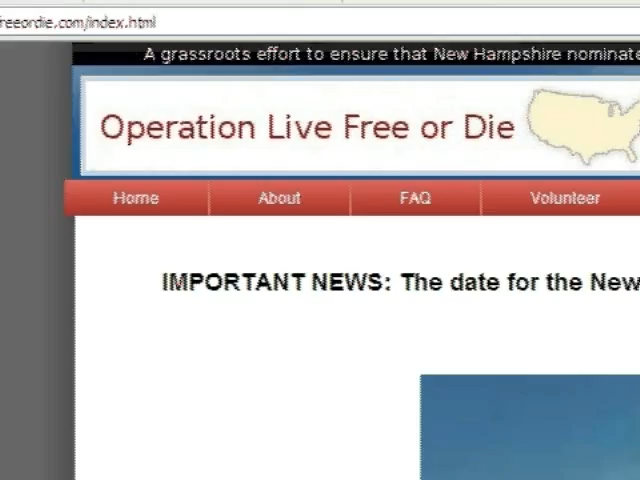 freeordie.com/index.html
A grassroots effort to ensure that New Hampshire nominate
Operation Live Free or Die
Home About FAQ Volunteer
IMPORTANT NEWS: The date for the New